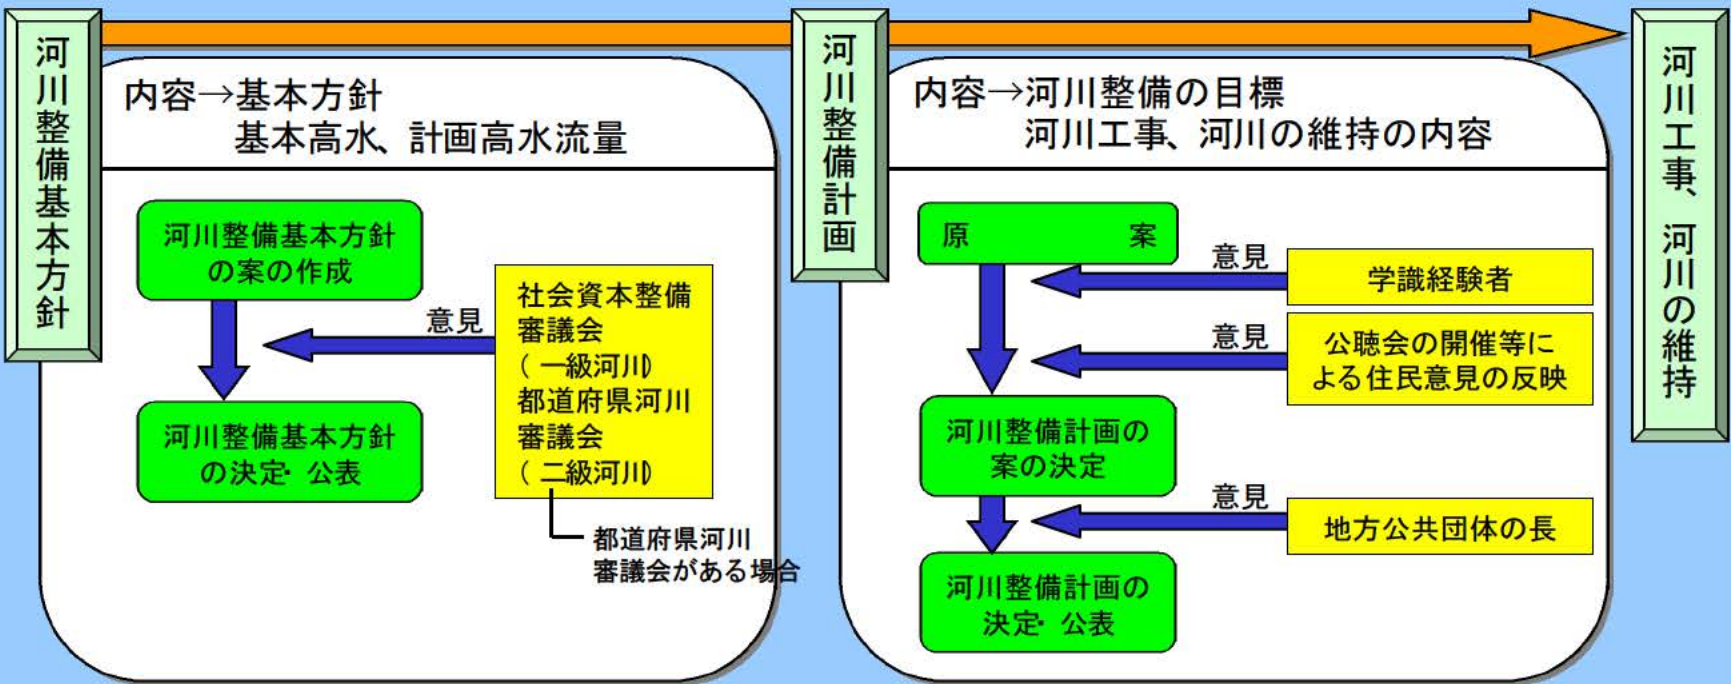 河川整備基本方針
内容→基本方針
基本高水、計画高水流量
河川整備基本方針
の案の作成
意見
社会資本整備
審議会
(一級河川)
都道府県河川
審議会
(二級河川)
河川整備基本方針
の決定・公表
都道府県河川
審議会がある場合
河川整備計画
内容→河川整備の目標
河川工事、河川の維持の内容
原　案
意見
学識経験者
意見
公聴会の開催等に
よる住民意見の反映
河川整備計画の
案の決定
意見
地方公共団体の長
河川整備計画の
決定・公表
河川工事、河川の維持